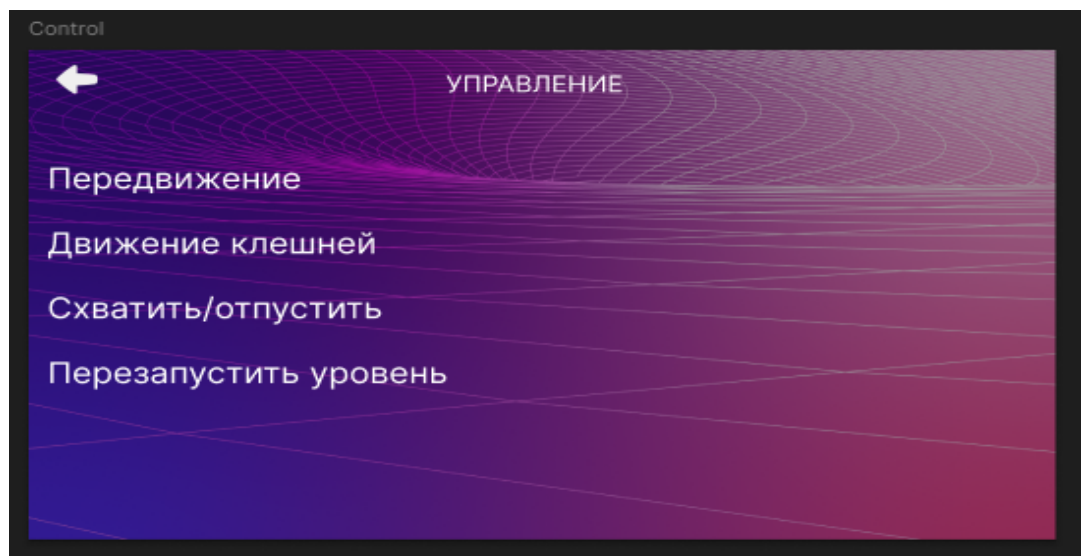 Control
УПРАВЛЕНИЕ
Передвижение
Движение клешней
Схватить/отпустить
Перезапустить уровень